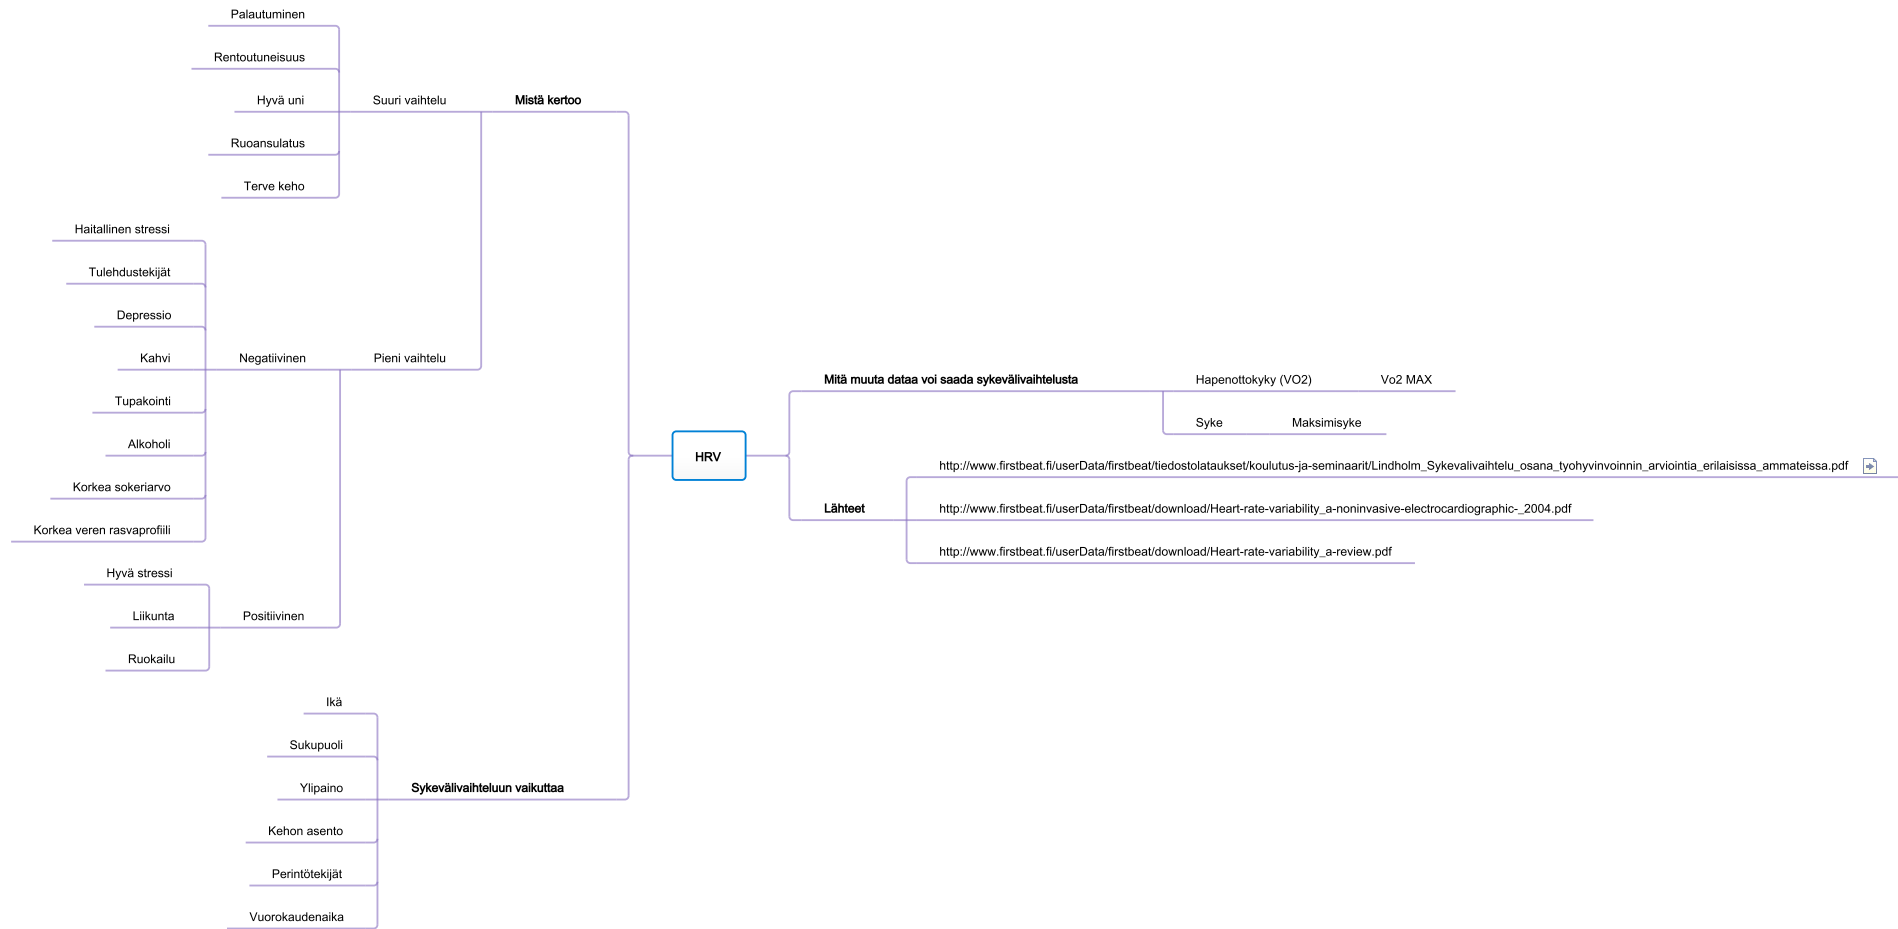 Palautuminen
Rentoutuneisuus
Hyvä uni
Suuri vaihtelu
Mistä kertoo
Ruoansulatus
Terve keho
Haitallinen stressi
Tulehdustekijät
Depressio
Kahvi
Negatiivinen
Pieni vaihtelu
Tupakointi
Alkoholi
Korkea sokeriarvo
Korkea veren rasvaprofiili
Hyvä stressi
Liikunta
Positiivinen
Ruokailu
Ikä
Sukupuoli
Ylipaino
Sykevälivaihteluun vaikuttaa
Kehon asento
Perintötekijät
Vuorokaudenaika
HRV
Mitä muuta dataa voi saada sykevälivaihtelusta
Hapenottokyky (VO2)
Vo2 MAX
Syke
Maksimisyke
Lähteet
http://www.firstbeat.fi/userData/firstbeat/tiedostolataukset/koulutus-ja-seminaarit/Lindholm_Sykevalivaihtelu_osana_tyohyvinvoinnin_arviointia_erilaisissa_ammateissa.pdf
http://www.firstbeat.fi/userData/firstbeat/download/Heart-rate-variability_a-noninvasive-electrocardiographic-_2004.pdf
http://www.firstbeat.fi/userData/firstbeat/download/Heart-rate-variability_a-review.pdf